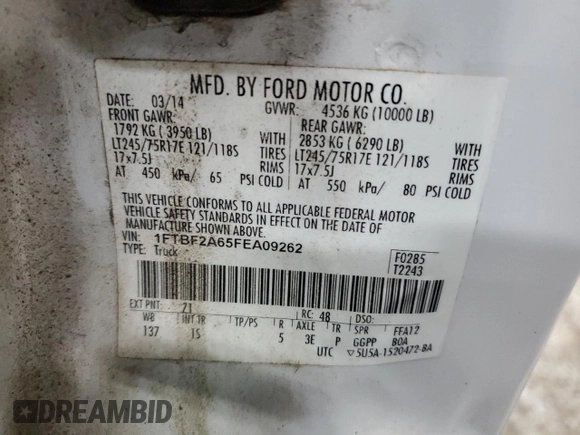 MFD. BY FORD MOTOR CO.
DATE: 03/14 GVWR: 4536 KG (10000 LB)
FRONT GAWR: REAR GAWR:
1792 KG ( 3950 LB) WITH 2853 KG ( 6290 LB) WITH
LT245/75R17E 121/118S TIRES LT245/75R17E 121/118S TIRES
17x7.5J RIMS 17x7.5J RIMS
AT 450 kPa/ 65 PSI COLD AT 550 kPa/ 80 PSI COLD
THIS VEHICLE CONFORMS TO ALL APPLICABLE FEDERAL MOTOR
VEHICLE SAFETY STANDARDS IN EFFECT ON THE DATE OF
MANUFACTURE SHOWN ABOVE.
VIN: 1FTBF2A65FEA09262
TYPE: Truck
F0285
T2243
EXT PNT: Z1 RC: 48 DSO:
WB INT TR TP/PS R AXLE TR SPR FFA12
137 IS 5 3E P GGPP BOA
UTC ▽5U5A-1520472-BA
DREAMBID